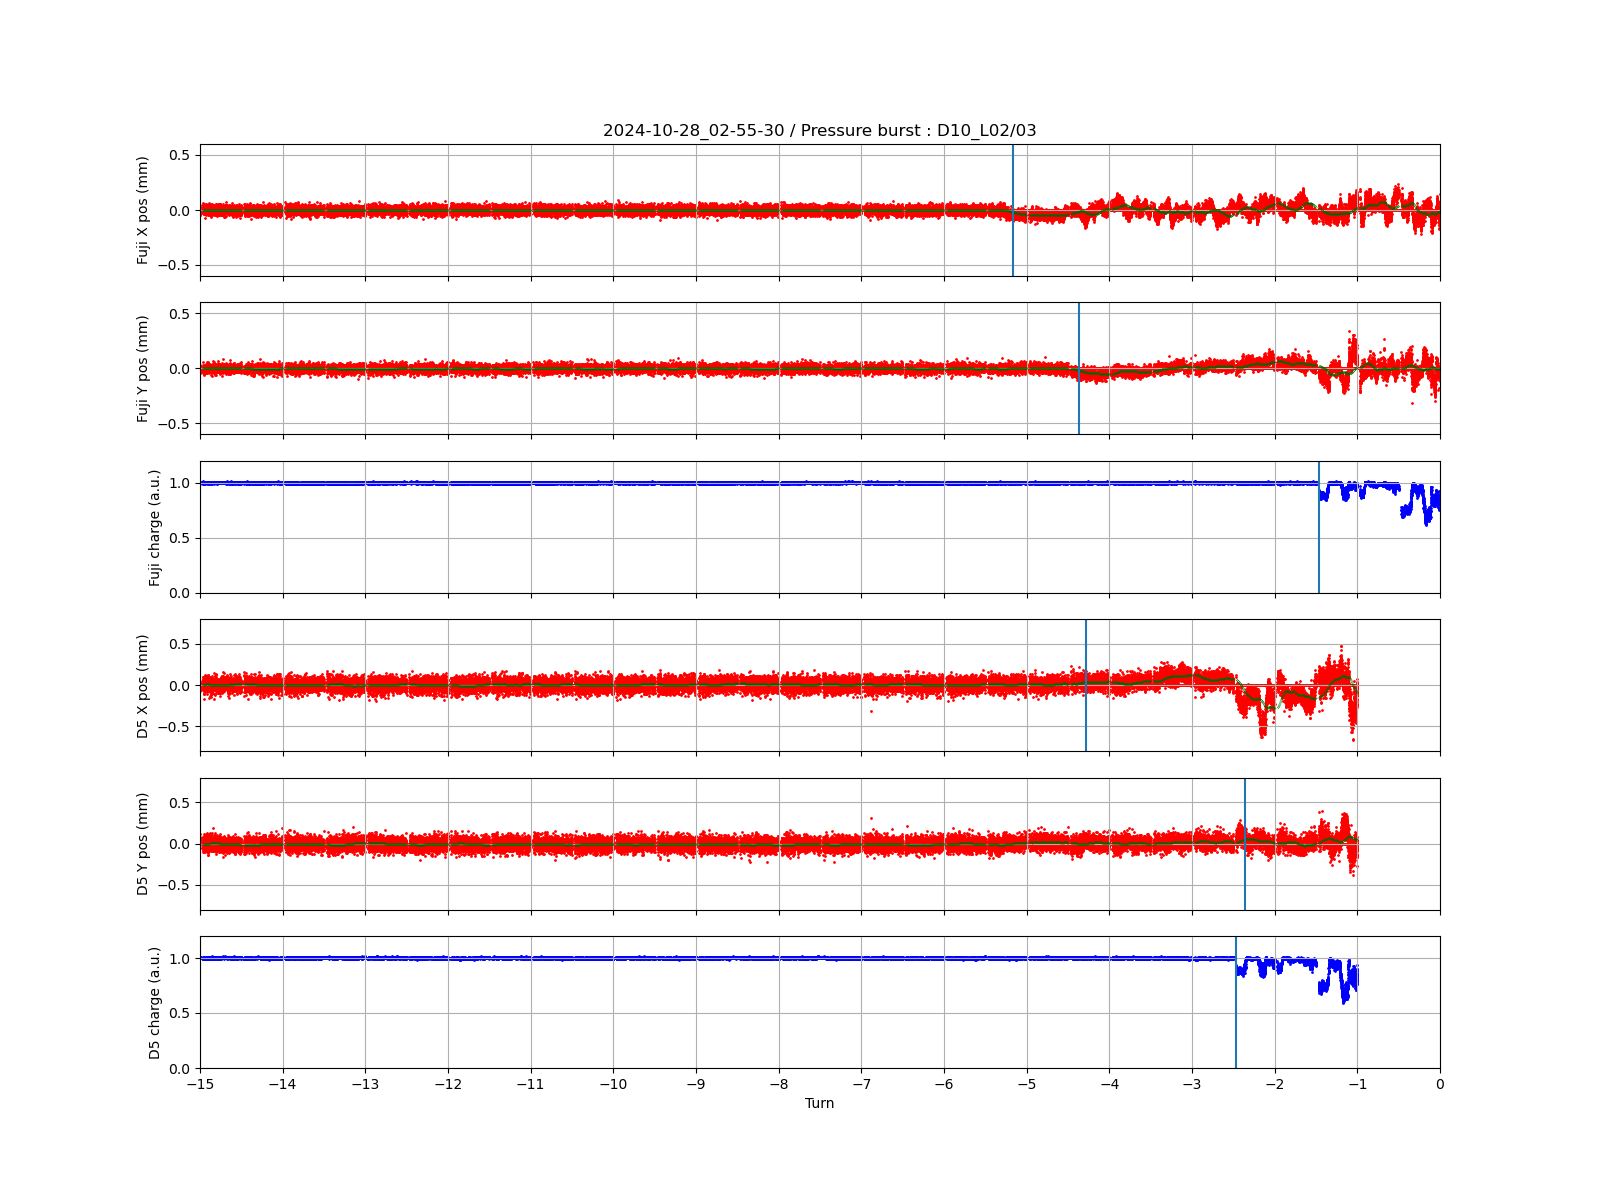 2024-10-28_02-55-30 / Pressure burst : D10_L02/03
Fuji X pos (mm)
0.5
0.0
−0.5
Fuji Y pos (mm)
0.5
0.0
−0.5
Fuji charge (a.u.)
1.0
0.5
0.0
D5 X pos (mm)
0.5
0.0
−0.5
D5 Y pos (mm)
0.5
0.0
−0.5
D5 charge (a.u.)
1.0
0.5
0.0
−15 −14 −13 −12 −11 −10 −9 −8 −7 −6 −5 −4 −3 −2 −1 0
Turn